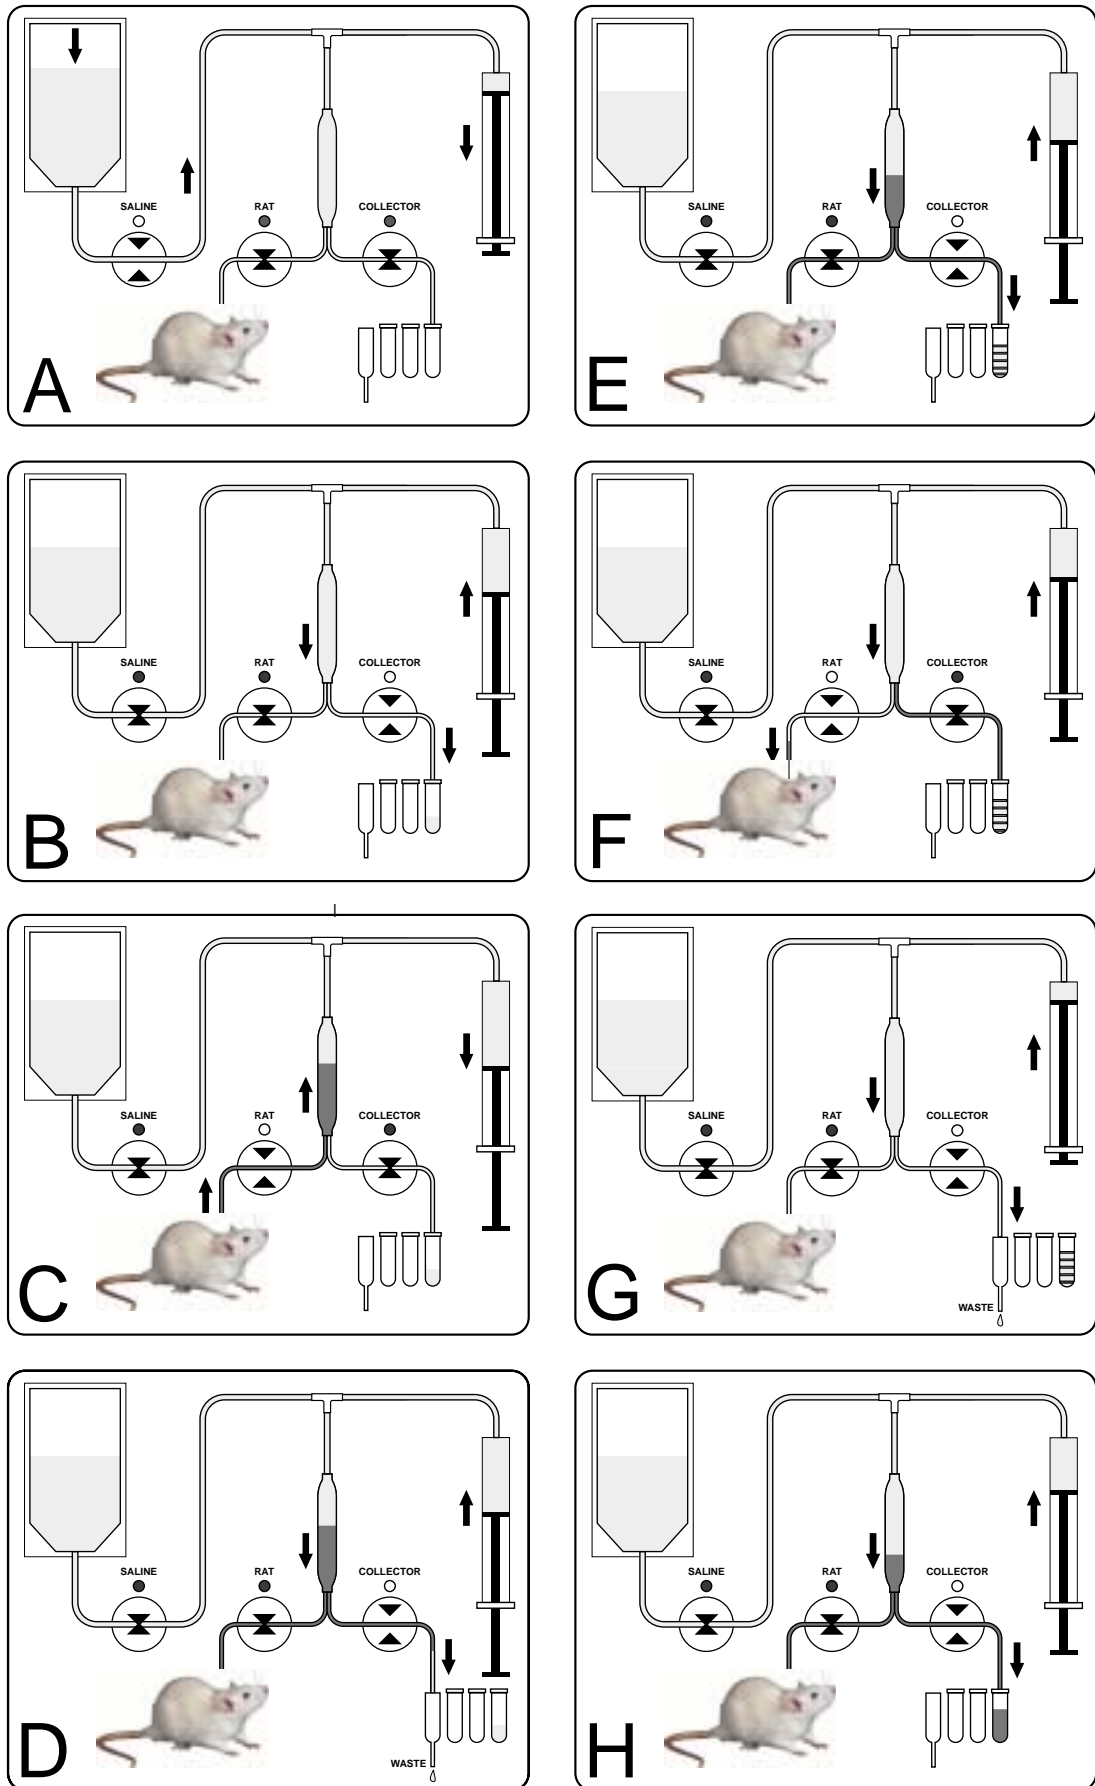 SALINE RAT COLLECTOR
A
SALINE RAT COLLECTOR
B
SALINE RAT COLLECTOR
C
SALINE RAT COLLECTOR
D
WASTE
SALINE RAT COLLECTOR
E
SALINE RAT COLLECTOR
F
SALINE RAT COLLECTOR
G
WASTE
SALINE RAT COLLECTOR
H